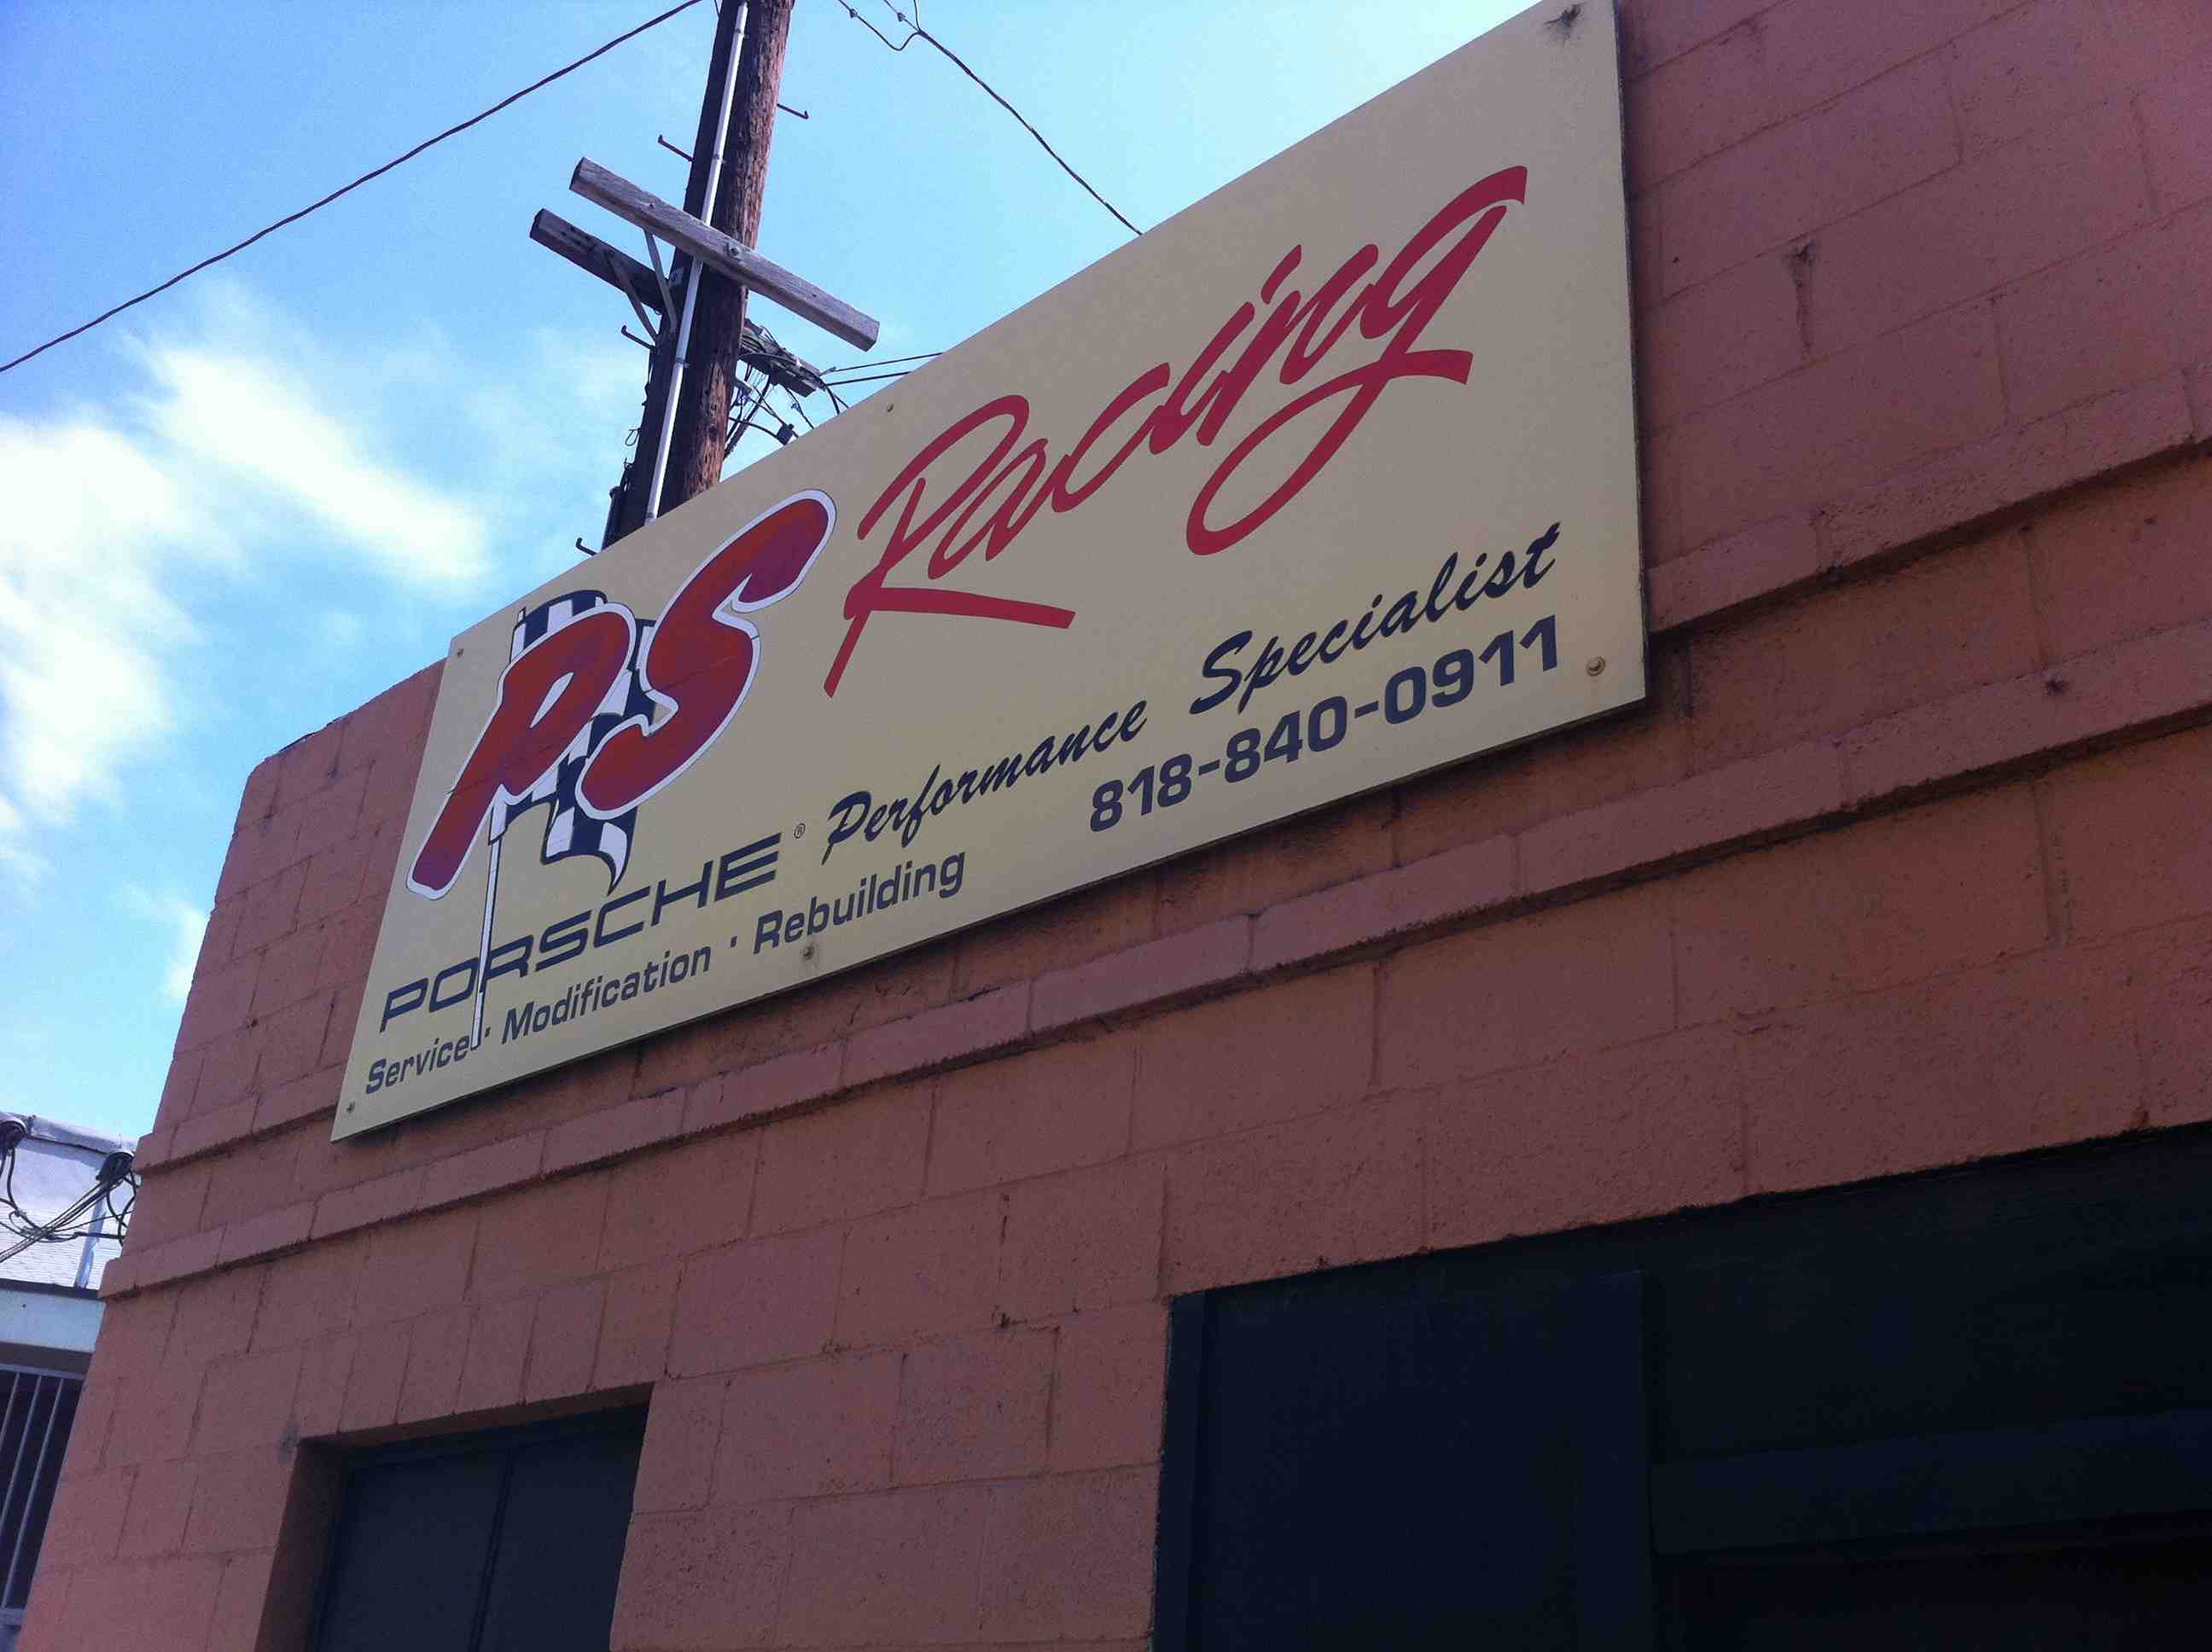 PS Racing
PORSCHE® Performance Specialist
Service · Modification · Rebuilding 818-840-0911